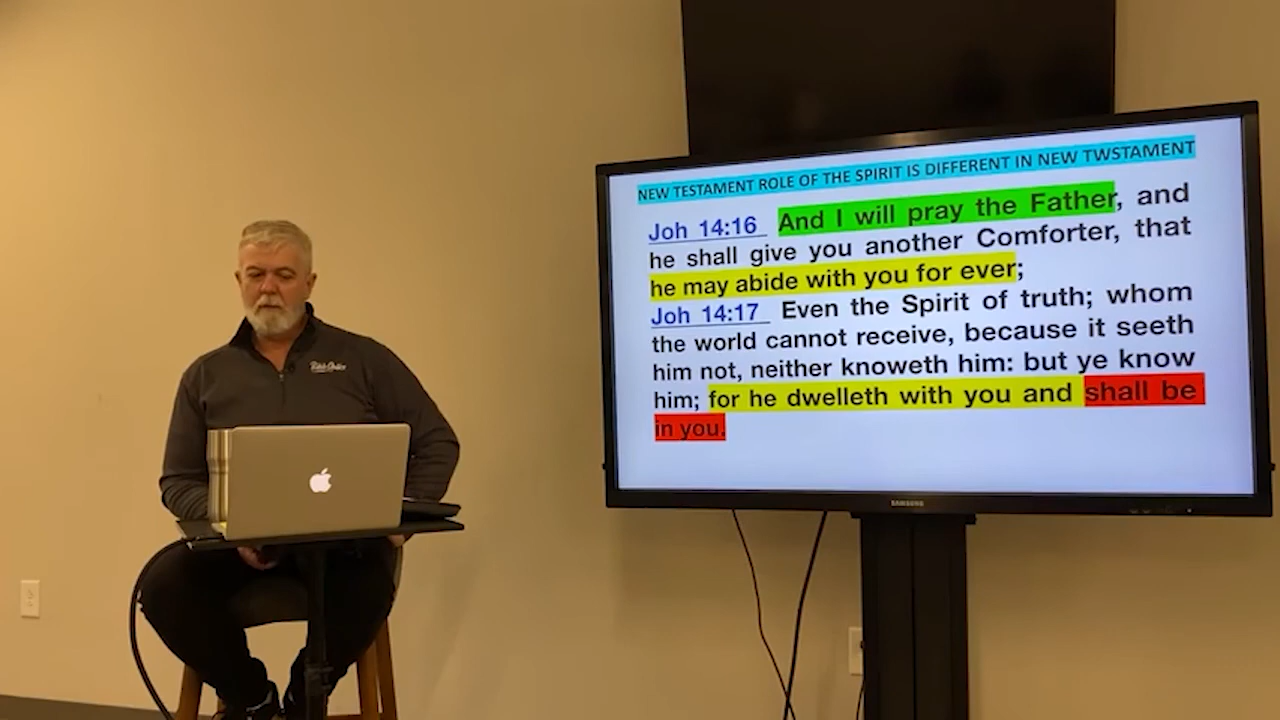 NEW TESTAMENT ROLE OF THE SPIRIT IS DIFFERENT IN NEW TWSTAMENT
Joh 14:16 And I will pray the Father, and
he shall give you another Comforter, that
he may abide with you for ever;
Joh 14:17 Even the Spirit of truth; whom
the world cannot receive, because it seeth
him not, neither knoweth him: but ye know
him; for he dwelleth with you and shall be
in you.
SAMSUNG